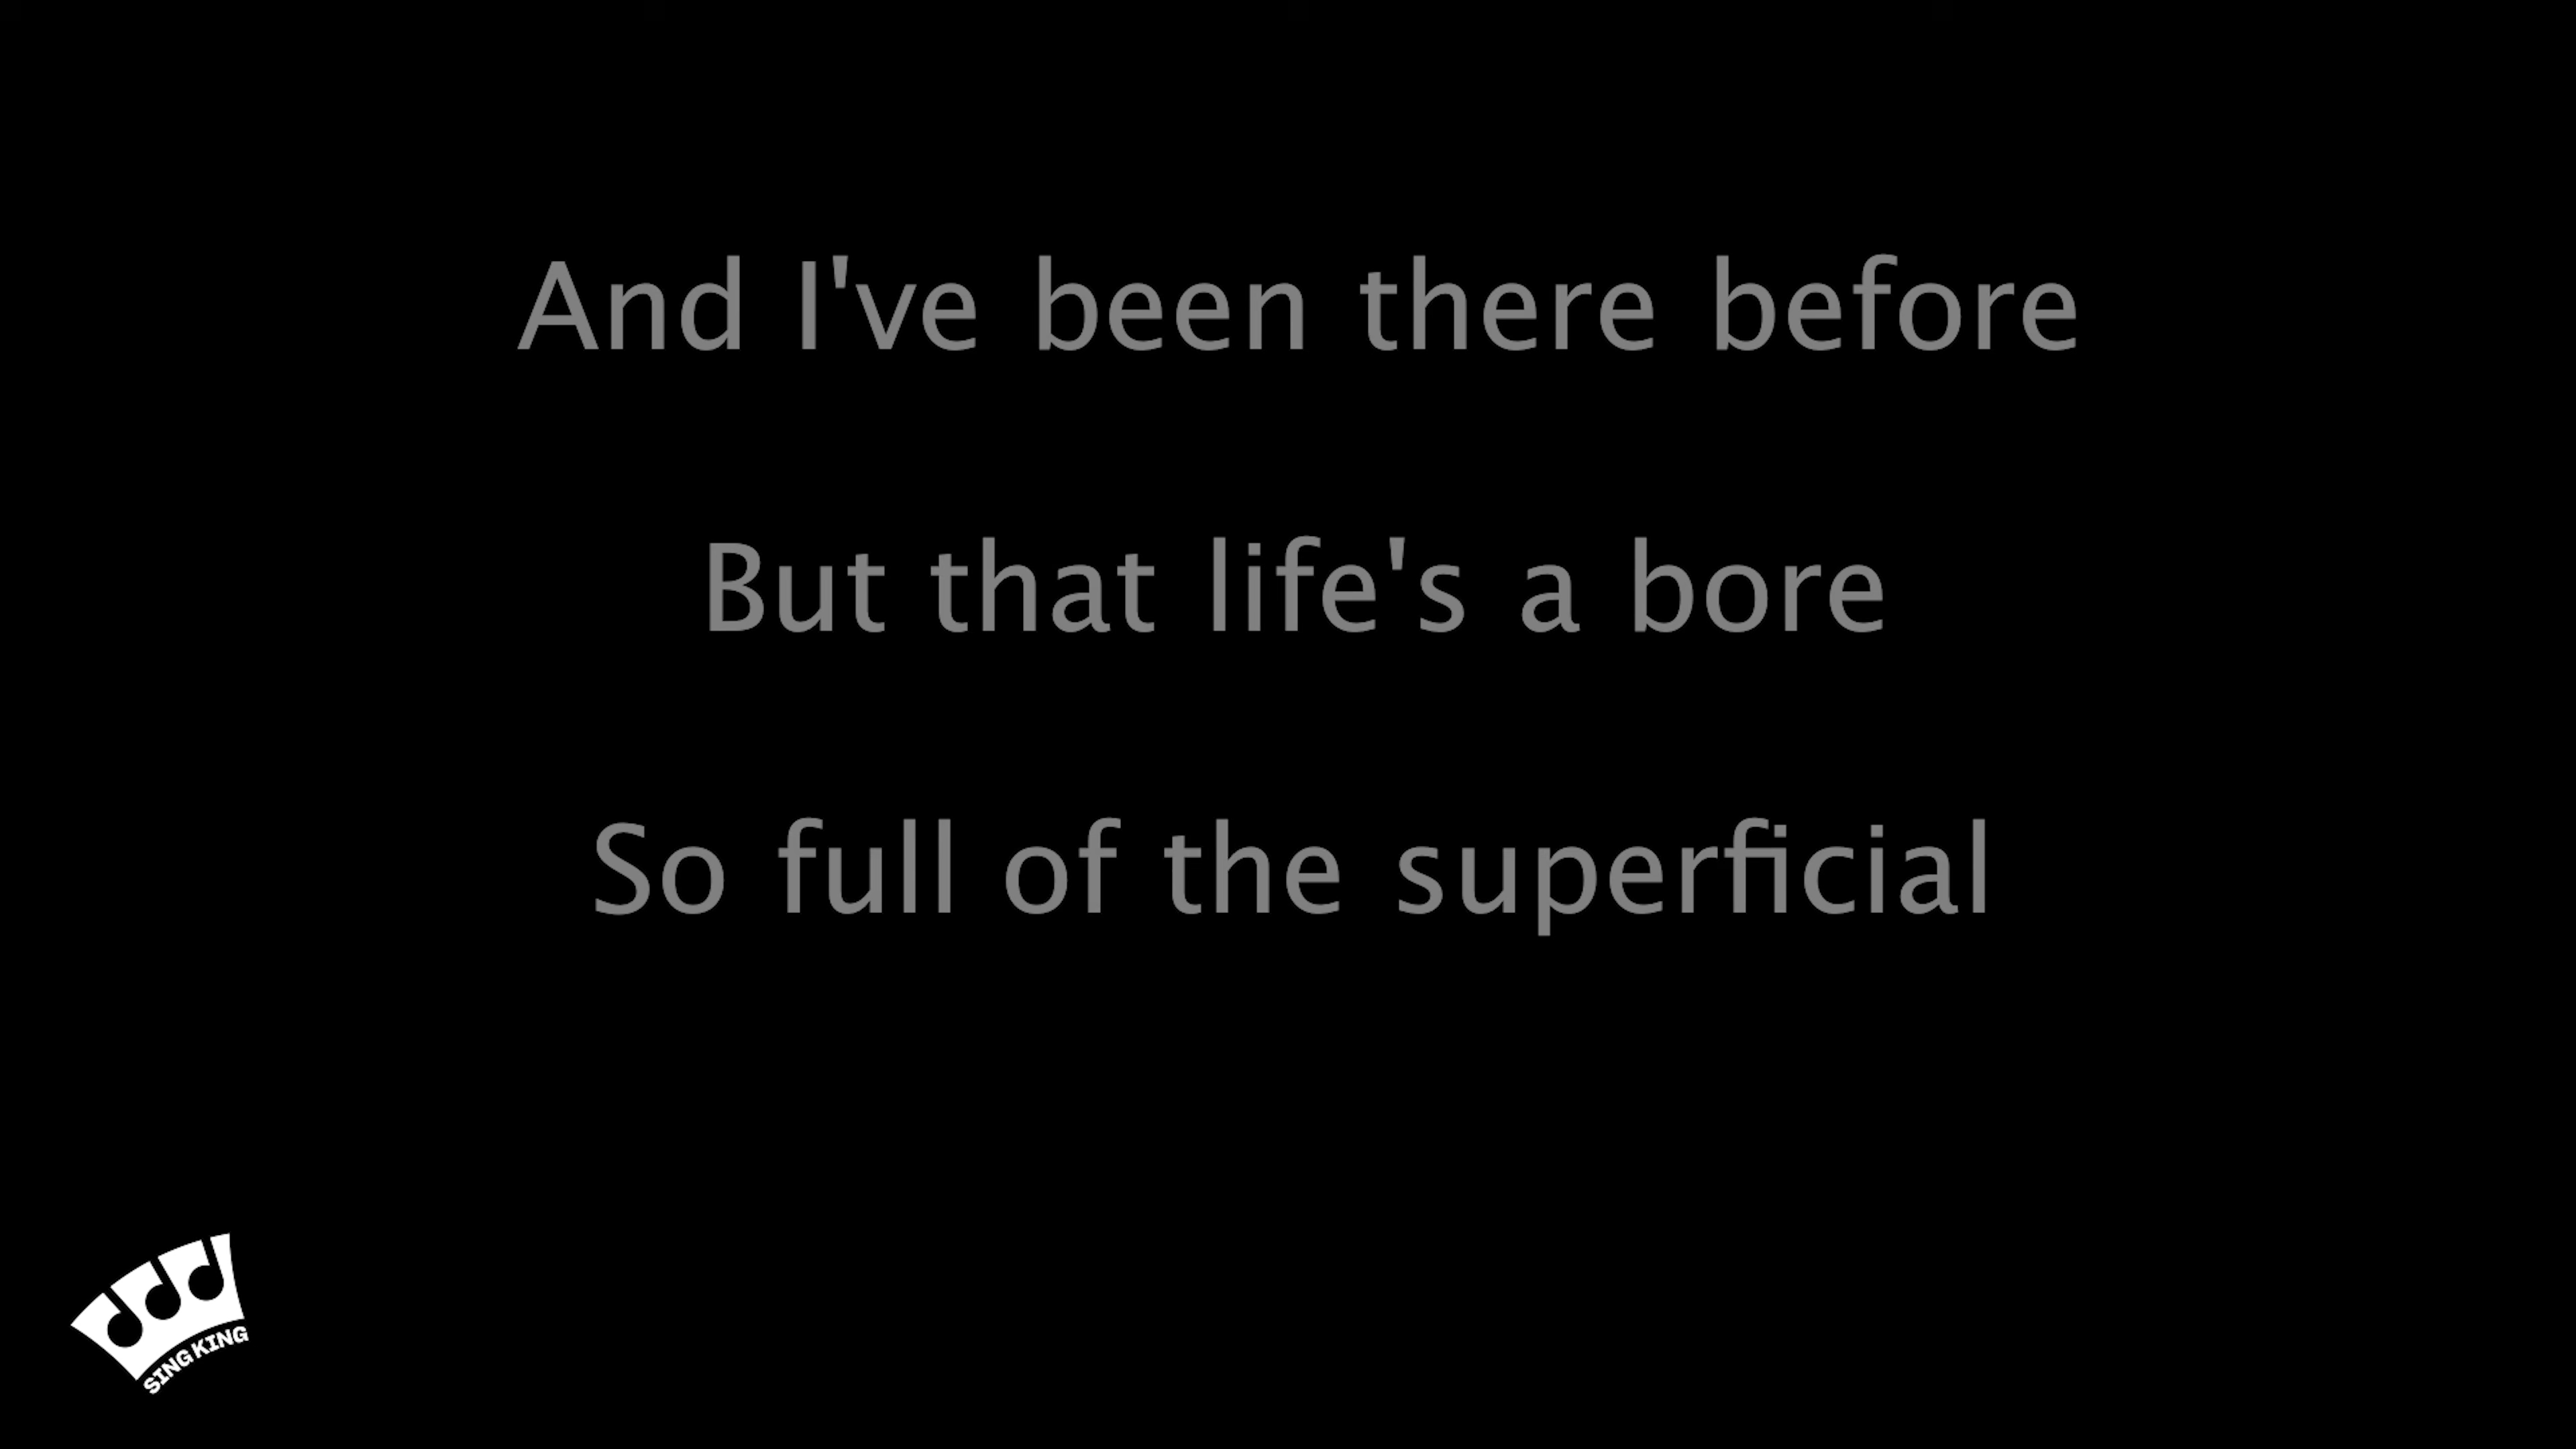 And I've been there before
But that life's a bore
So full of the superficial
SING KING